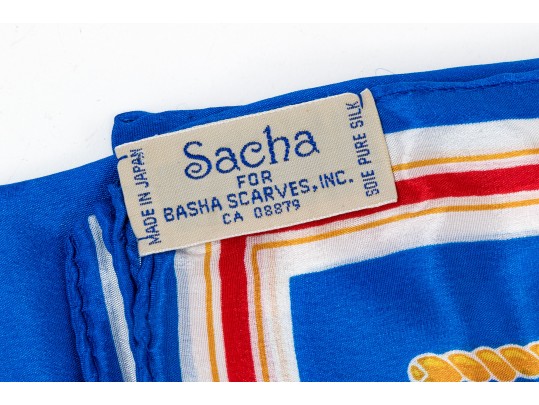 MADE IN JAPAN
Sacha
FOR
BASHA SCARVES, INC.
CA 08879
SOIE PURE SILK